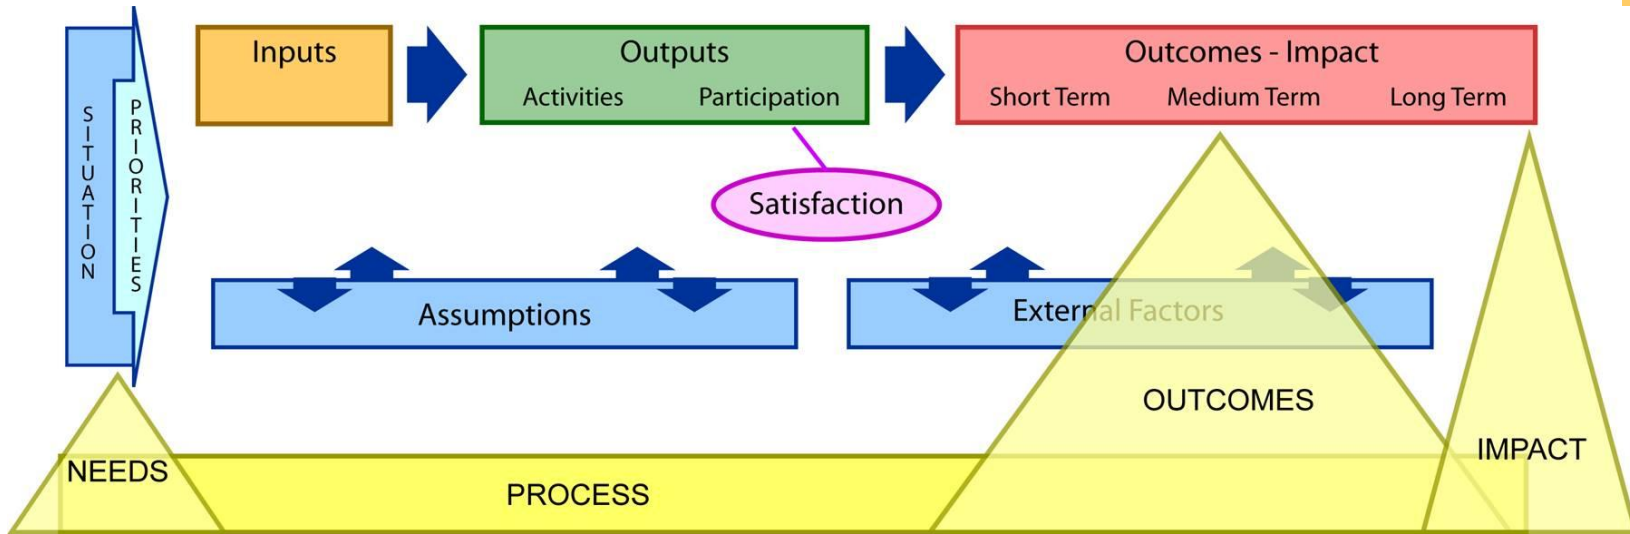 SITUATION
PRIORITIES
Inputs
Outputs
Activities Participation
Outcomes - Impact
Short Term Medium Term Long Term
Satisfaction
Assumptions
External Factors
NEEDS
PROCESS
OUTCOMES
IMPACT